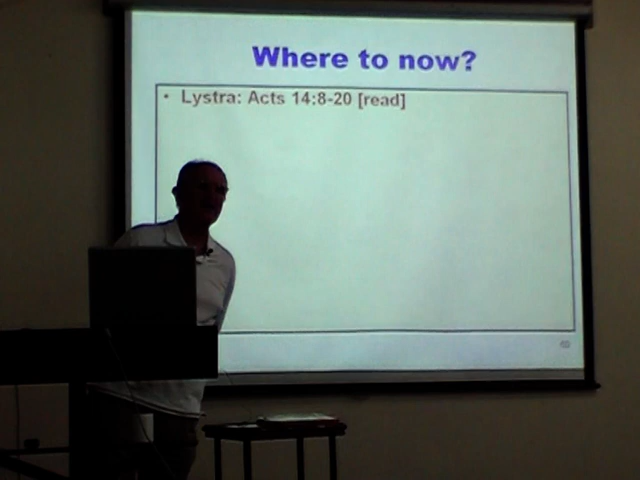 Where to now?
• Lystra: Acts 14:8-20 [read]